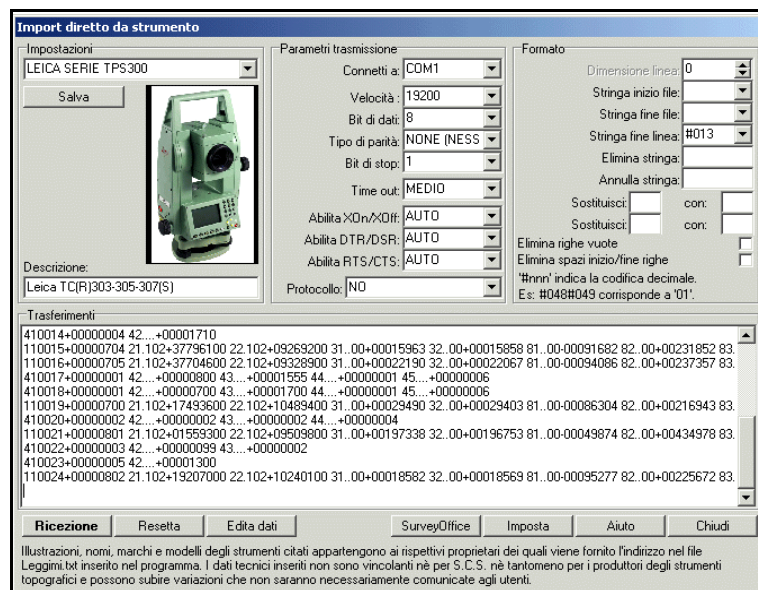 Import diretto da strumento
Impostazioni
LEICA SERIE TPS300
Salva
Descrizione:
Leica TC(R)303-305-307(S)
Parametri trasmissione
Connetti a: COM1
Velocità : 19200
Bit di dati: 8
Tipo di parità: NONE (NESS
Bit di stop: 1
Time out: MEDIO
Abilita XOn/XOff: AUTO
Abilita DTR/DSR: AUTO
Abilita RTS/CTS: AUTO
Protocollo: NO
Formato
Dimensione linea: 0
Stringa inizio file:
Stringa fine file:
Stringa fine linea: #013
Elimina stringa:
Annulla stringa:
Sostituisci: con:
Sostituisci: con:
Elimina righe vuote
Elimina spazi inizio/fine righe
'#nnn' indica la codifica decimale.
Es: #048#049 corrisponde a '01'.
Trasferimenti
410014+00000004 42....+00001710
110015+00000704 21.102+37796100 22.102+09269200 31..00+00015963 32..00+00015858 81..00-00091682 82..00+00231852 83.
110016+00000705 22.102+37704600 22.102+09328900 31..00+00022190 32..00+00022067 81..00-00094086 82..00+00237357 83.
410017+00000001 42....+00000800 43....+00001555 44....+00000001 45....+00000006
410018+00000001 42....+00000700 43....+00001700 44....+00000001 45....+00000006
110019+00000700 21.102+17493600 22.102+10489400 31..00+00029490 32..00+00029403 81..00-00086304 82..00+00216943 83.
410020+00000002 42....+00000002 43....+00000002 44....+00000004
110021+00000801 21.102+01559300 22.102+09509800 31..00+00197338 32..00+00196753 81..00-00049874 82..00+00434978 83.
410022+00000003 42....+00000099 43....+00000002
410023+00000005 42....+00001300
110024+00000802 21.102+19207000 22.102+10240100 31..00+00018582 32..00+00018569 81..00-00095277 82..00+00225672 83.
Ricezione Resetta Edita dati SurveyOffice Imposta Aiuto Chiudi
Illustrazioni, nomi, marchi e modelli degli strumenti citati appartengono ai rispettivi proprietari dei quali viene fornito l'indirizzo nel file
Leggimi.txt inserito nel programma. I dati tecnici inseriti non sono vincolanti nè per S.C.S. nè tantomeno per i produttori degli strumenti
topografici e possono subire variazioni che non saranno necessariamente comunicate agli utenti.